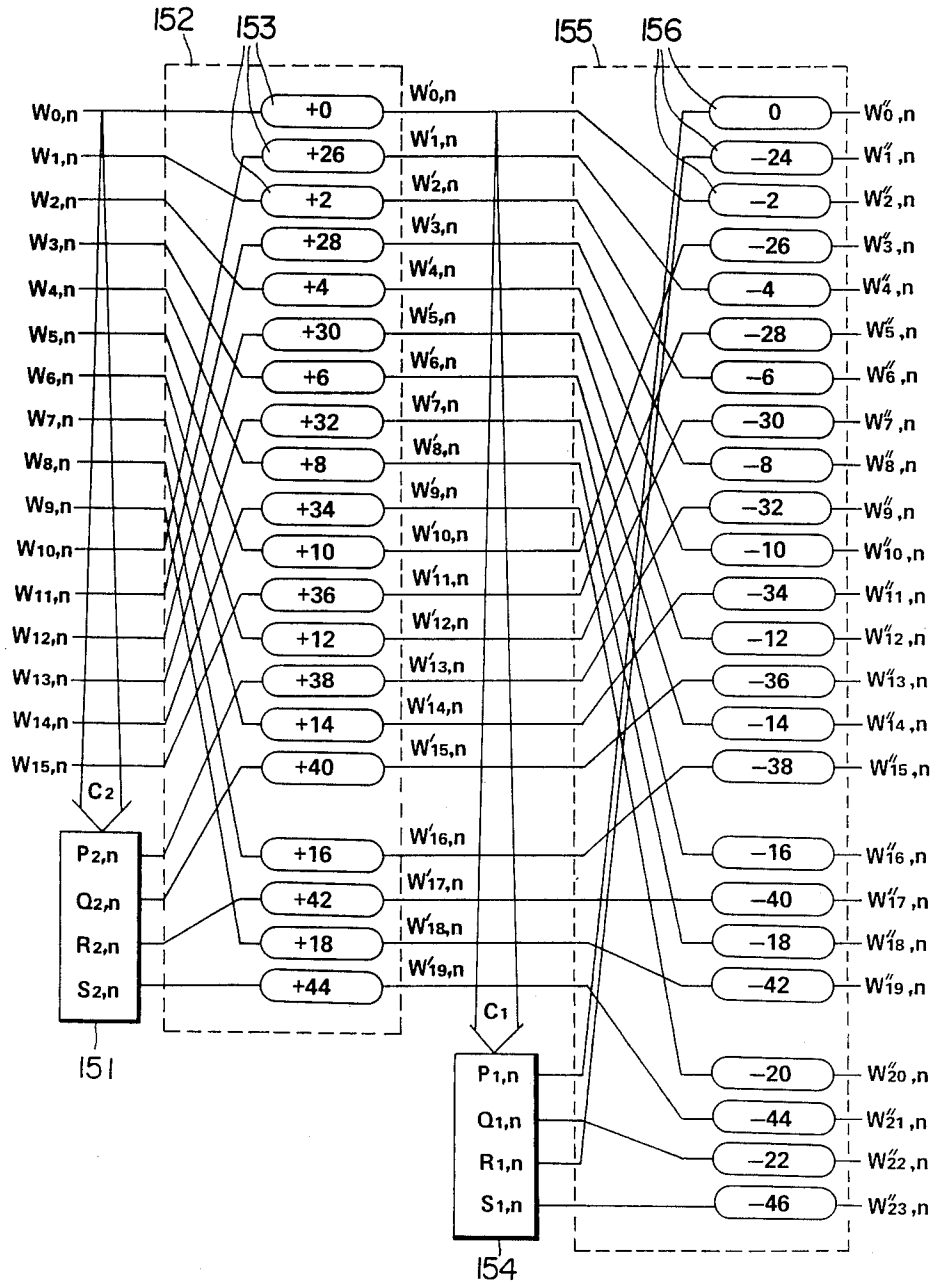 152 153 155 156
W0,n +0 W'0,n 0 W''0,n
W1,n +26 W'1,n −24 W''1,n
W2,n +2 W'2,n −2 W''2,n
W3,n +28 W'3,n −26 W''3,n
W4,n +4 W'4,n −4 W''4,n
W5,n +30 W'5,n −28 W''5,n
W6,n +6 W'6,n −6 W''6,n
W7,n +32 W'7,n −30 W''7,n
W8,n +8 W'8,n −8 W''8,n
W9,n +34 W'9,n −32 W''9,n
W10,n +10 W'10,n −10 W''10,n
W11,n +36 W'11,n −34 W''11,n
W12,n +12 W'12,n −12 W''12,n
W13,n +38 W'13,n −36 W''13,n
W14,n +14 W'14,n −14 W''14,n
W15,n +40 W'15,n −38 W''15,n
C2
P2,n +16 W'16,n −16 W''16,n
Q2,n +42 W'17,n −40 W''17,n
R2,n +18 W'18,n −18 W''18,n
S2,n +44 W'19,n −42 W''19,n
C1
151
P1,n −20 W''20,n
Q1,n −44 W''21,n
R1,n −22 W''22,n
S1,n −46 W''23,n
154